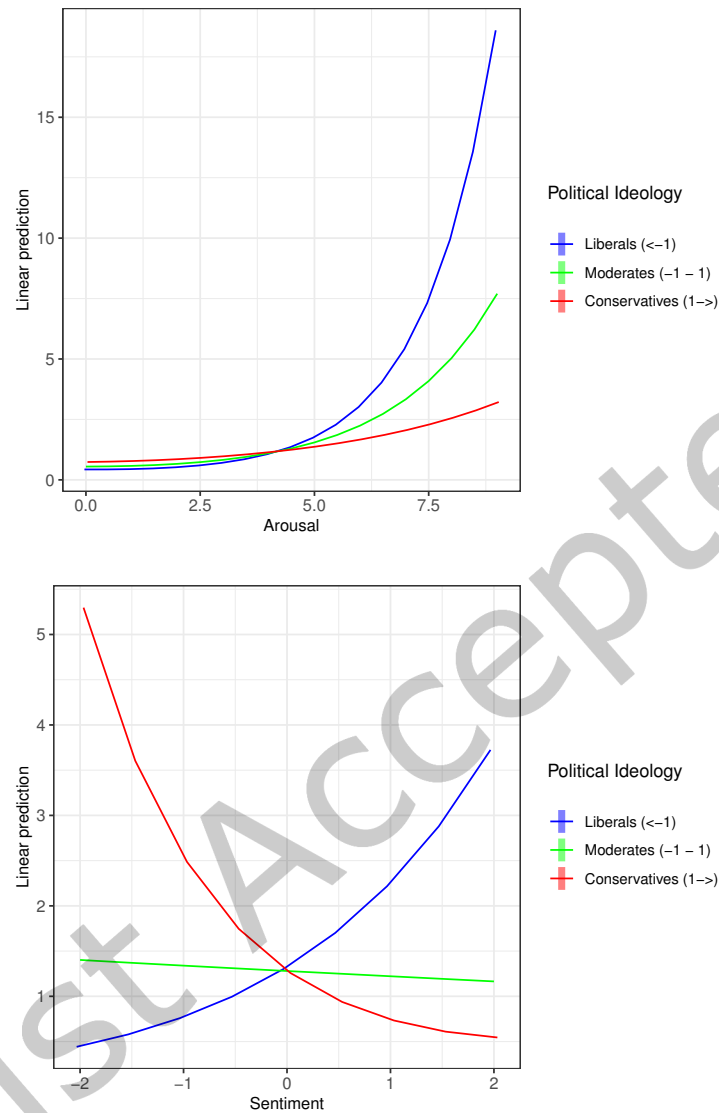 15
10
5
0
Linear prediction
0.0 2.5 5.0 7.5
Arousal
Political Ideology
Liberals (<−1)
Moderates (−1 − 1)
Conservatives (1−>)
5
4
3
2
1
Linear prediction
−2 −1 0 1 2
Sentiment
Political Ideology
Liberals (<−1)
Moderates (−1 − 1)
Conservatives (1−>)